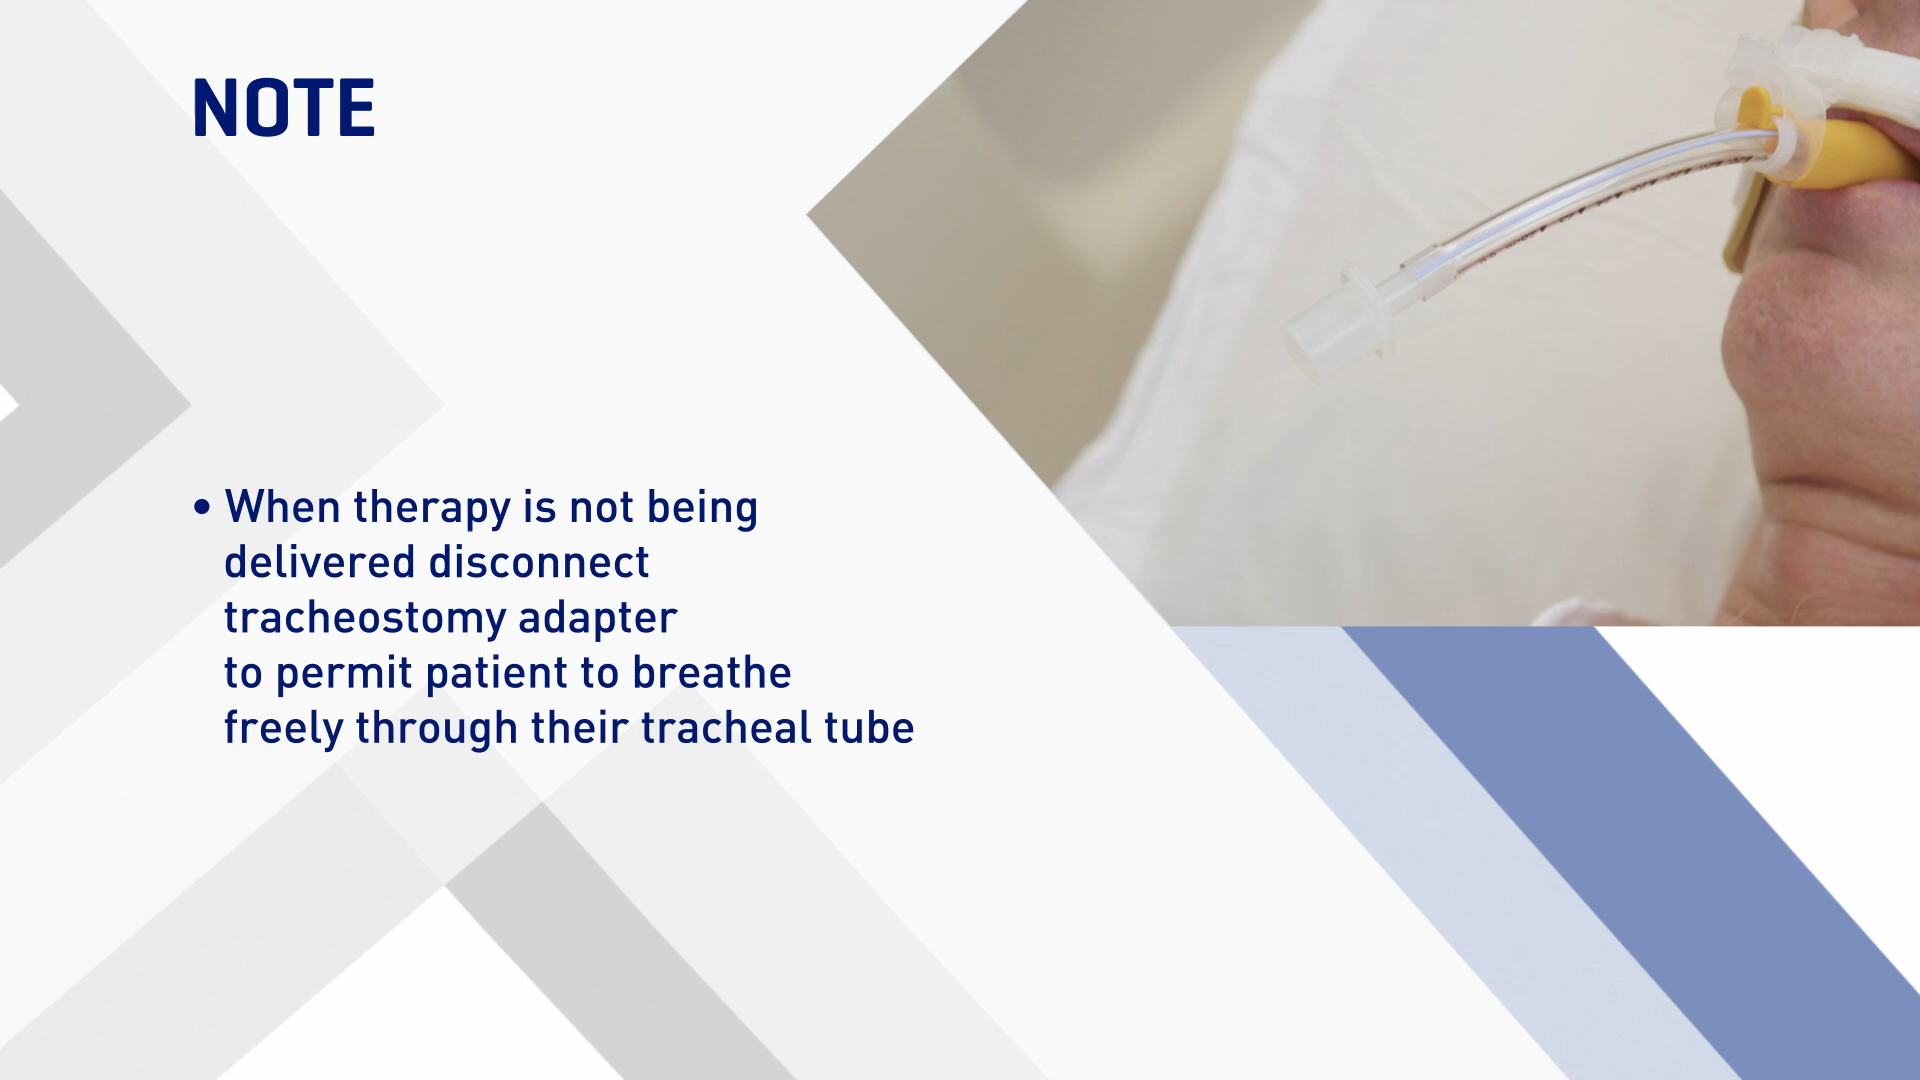 NOTE
• When therapy is not being
delivered disconnect
tracheostomy adapter
to permit patient to breathe
freely through their tracheal tube